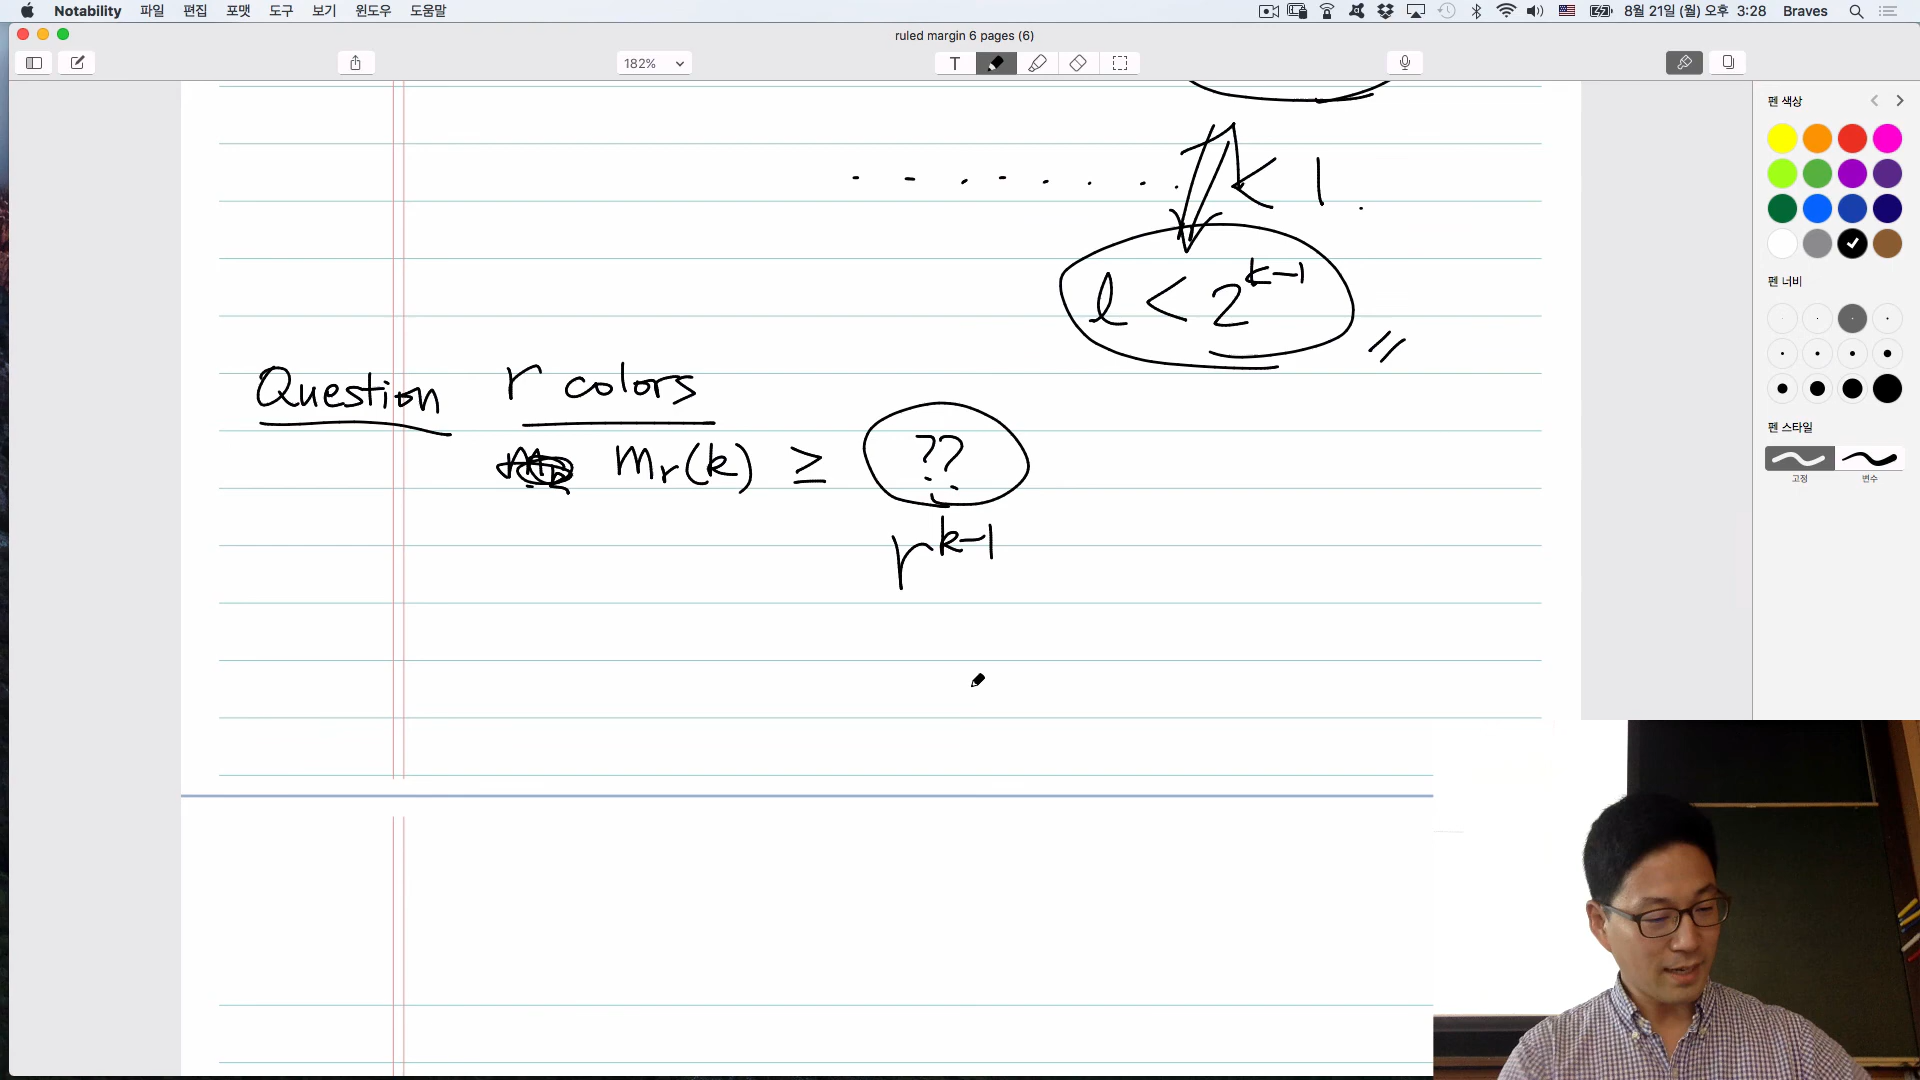 Notability 파일 편집 포맷 도구 보기 윈도우 도움말 8월 21일 (월) 오후 3:28 Braves
ruled margin 6 pages (6)
182% T
펜 색상
< 1.
l < 2^{k-1}
펜 너비
Question r colors
m_r(k) ≥ ??
펜 스타일
고정 변수
r^{k-1}